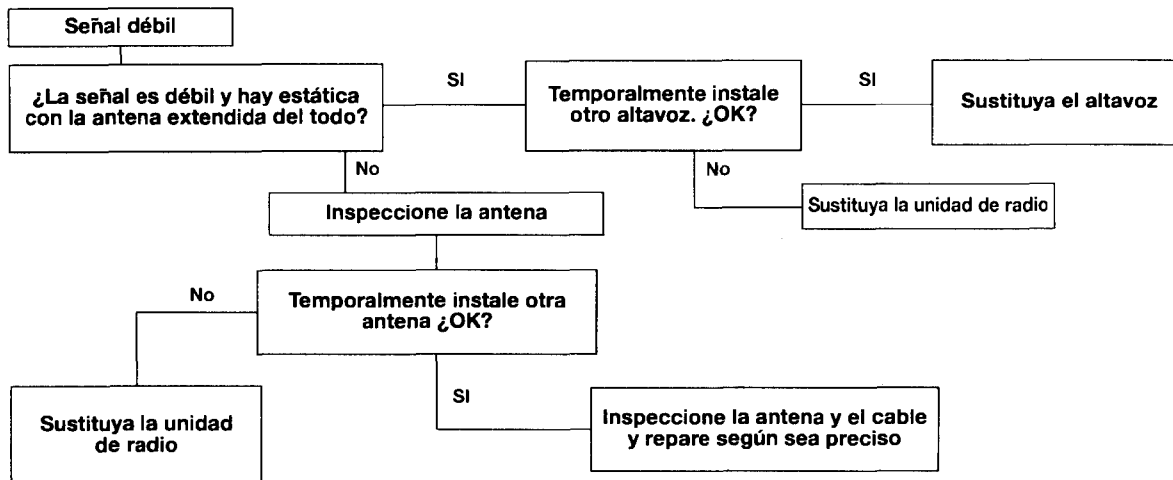 Señal débil
¿La señal es débil y hay estática
con la antena extendida del todo?
SI
Temporalmente instale
otro altavoz. ¿OK?
SI
Sustituya el altavoz
No
No
Sustituya la unidad de radio
Inspeccione la antena
No
Temporalmente instale otra
antena ¿OK?
SI
Sustituya la unidad
de radio
Inspeccione la antena y el cable
y repare según sea preciso